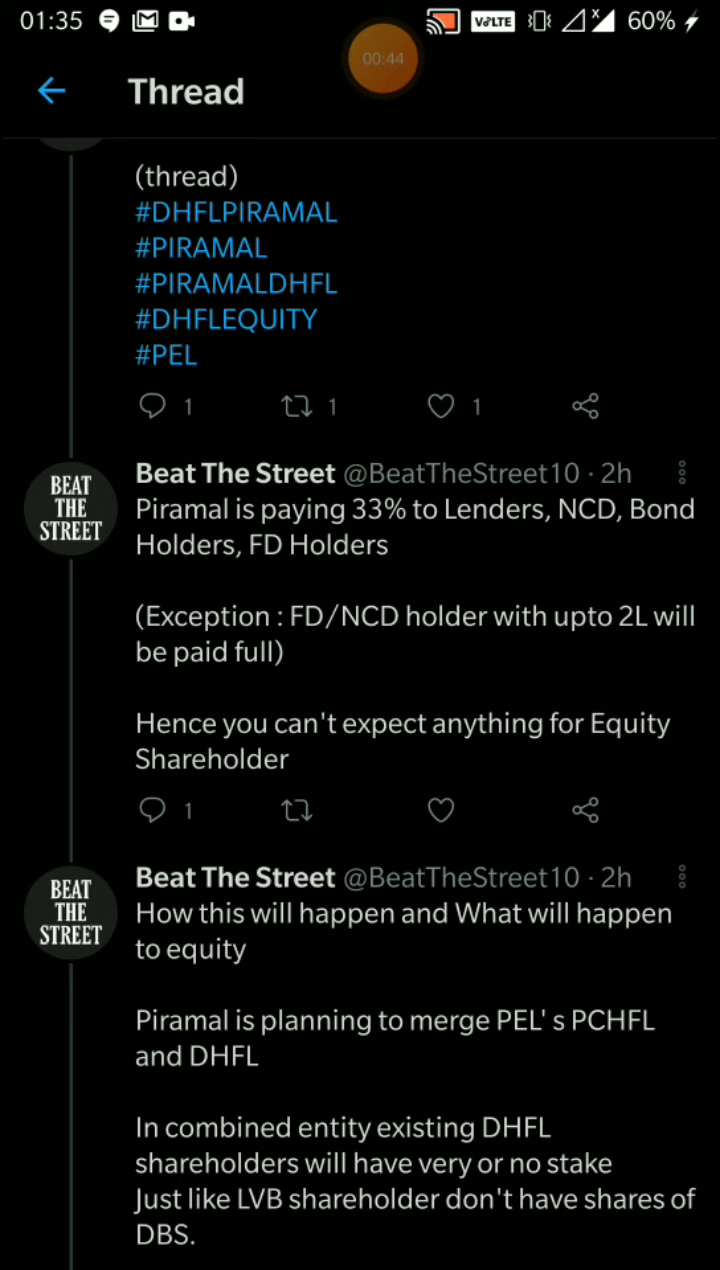 01:35
VoLTE
60%
00:44
Thread
(thread)
#DHFLPIRAMAL
#PIRAMAL
#PIRAMALDHFL
#DHFLEQUITY
#PEL
1 1 1
BEAT
THE
STREET
Beat The Street @BeatTheStreet10 · 2h
Piramal is paying 33% to Lenders, NCD, Bond
Holders, FD Holders
(Exception : FD/NCD holder with upto 2L will
be paid full)
Hence you can't expect anything for Equity
Shareholder
1
BEAT
THE
STREET
Beat The Street @BeatTheStreet10 · 2h
How this will happen and What will happen
to equity
Piramal is planning to merge PEL' s PCHFL
and DHFL
In combined entity existing DHFL
shareholders will have very or no stake
Just like LVB shareholder don't have shares of
DBS.